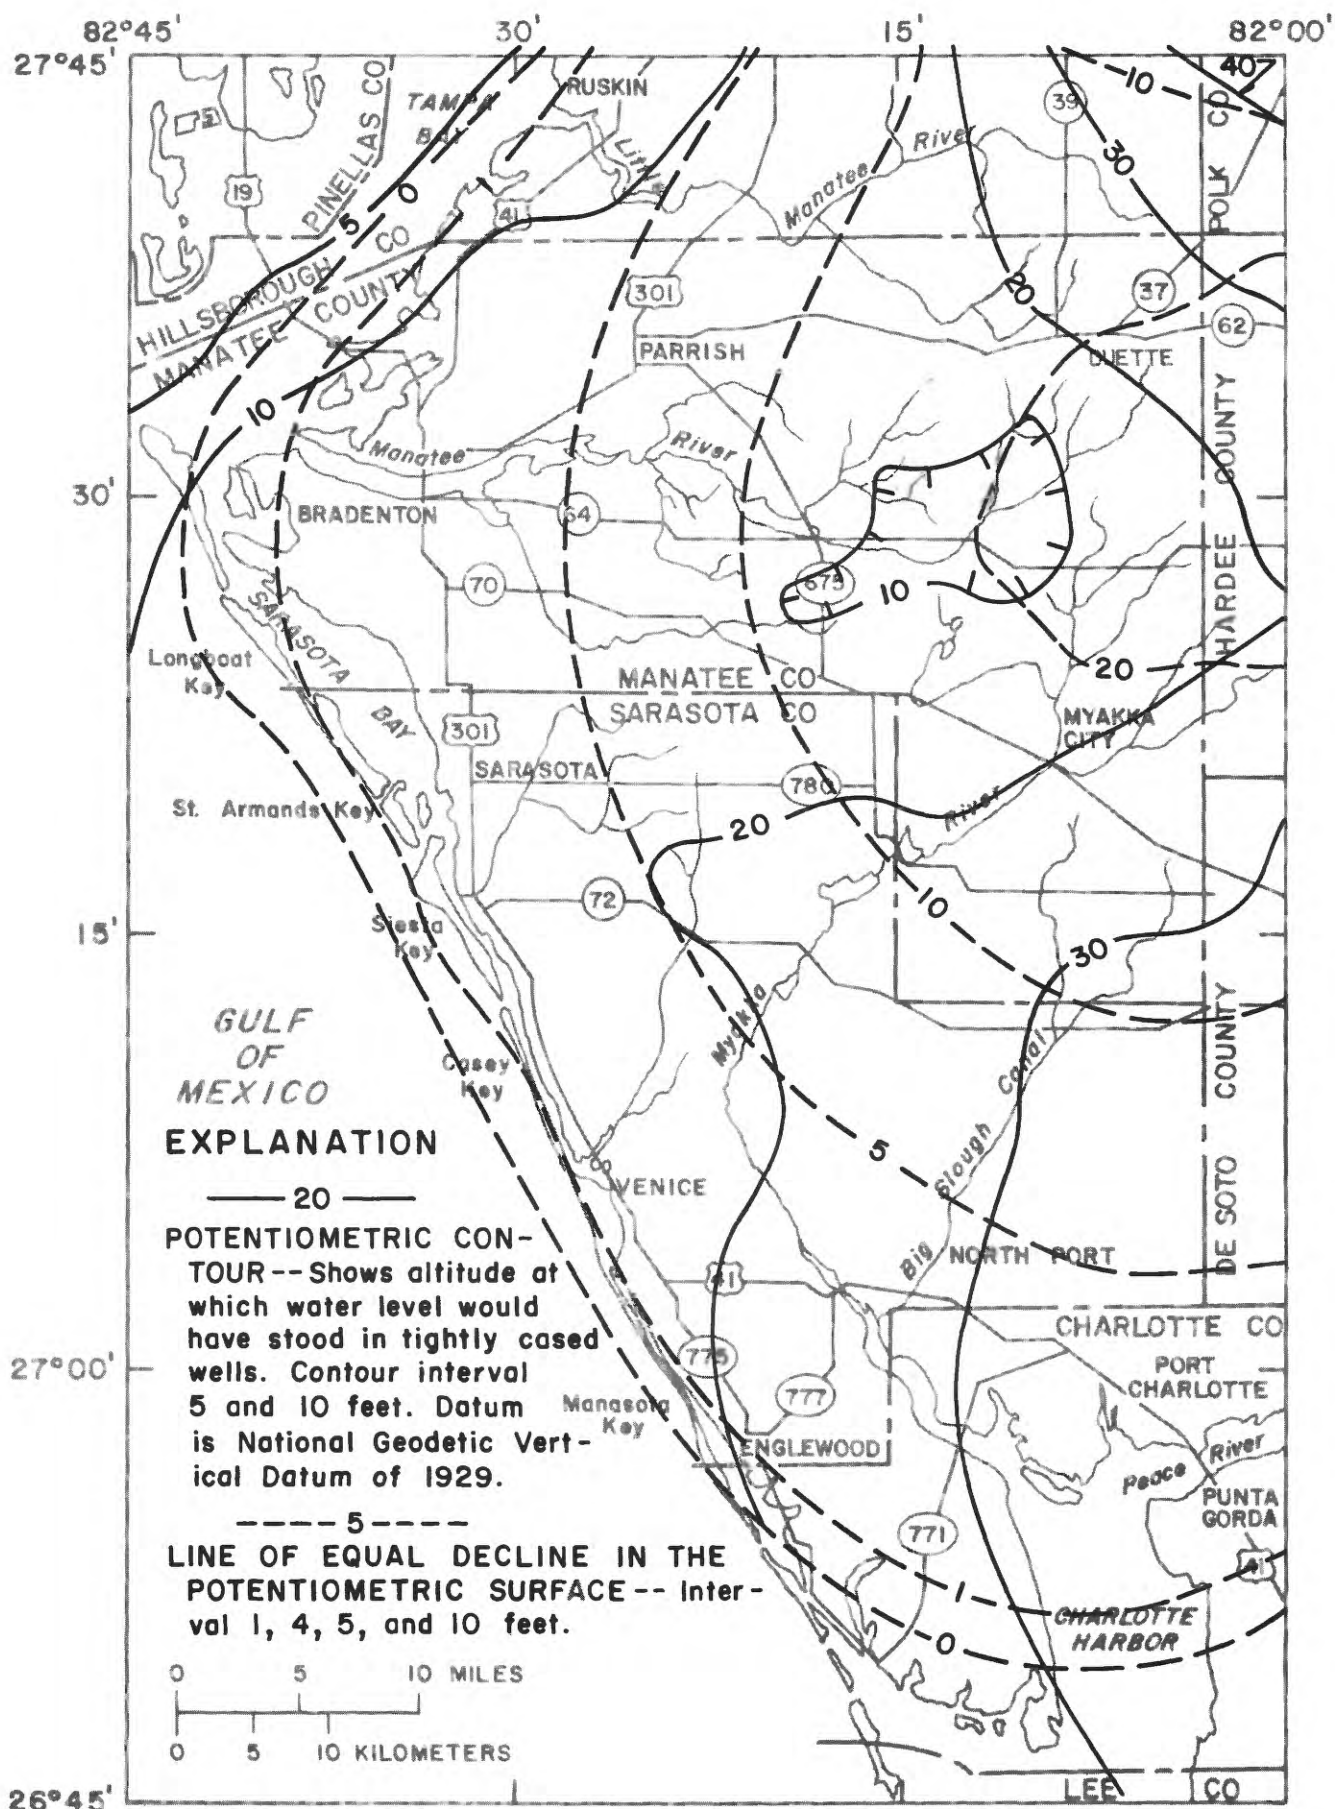 82°45' 30' 15' 82°00'
27°45'
RUSKIN
TAMPA
BAY
PINELLAS CO
19
41
Little
Manatee
River
39
10
40
30
POLK CO
5
0
1
HILLSBOROUGH CO
MANATEE COUNTY
301
20
37
62
PARRISH
DUETTE
10
Manatee
River
30'
BRADENTON
64
70
675
10
HARDEE COUNTY
SARASOTA
BAY
Longboat
Key
MANATEE CO
SARASOTA CO
20
301
MYAKKA
CITY
SARASOTA
780
St. Armands Key
20
River
72
10
15'
Siesta
Key
30
GULF
OF
MEXICO
Myakka
Casey
Key
Canal
Slough
Big
5
DE SOTO COUNTY
VENICE
NORTH PORT
41
CHARLOTTE CO
27°00'
775
777
PORT
CHARLOTTE
Manasota
Key
ENGLEWOOD
Peace
River
PUNTA
GORDA
771
41
1
CHARLOTTE
HARBOR
0
EXPLANATION
20
POTENTIOMETRIC CON-
TOUR--Shows altitude at
which water level would
have stood in tightly cased
wells. Contour interval
5 and 10 feet. Datum
is National Geodetic Vert-
ical Datum of 1929.
----5----
LINE OF EQUAL DECLINE IN THE
POTENTIOMETRIC SURFACE-- Inter-
val 1, 4, 5, and 10 feet.
0 5 10 MILES
0 5 10 KILOMETERS
26°45'
LEE CO